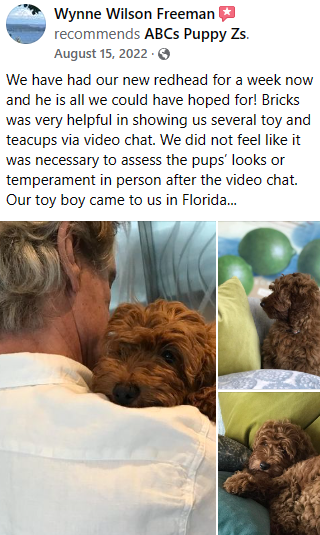 Wynne Wilson Freeman
recommends ABCs Puppy Zs.
August 15, 2022 ·
We have had our new redhead for a week now
and he is all we could have hoped for! Bricks
was very helpful in showing us several toy and
teacups via video chat. We did not feel like it
was necessary to assess the pups’ looks or
temperament in person after the video chat.
Our toy boy came to us in Florida...